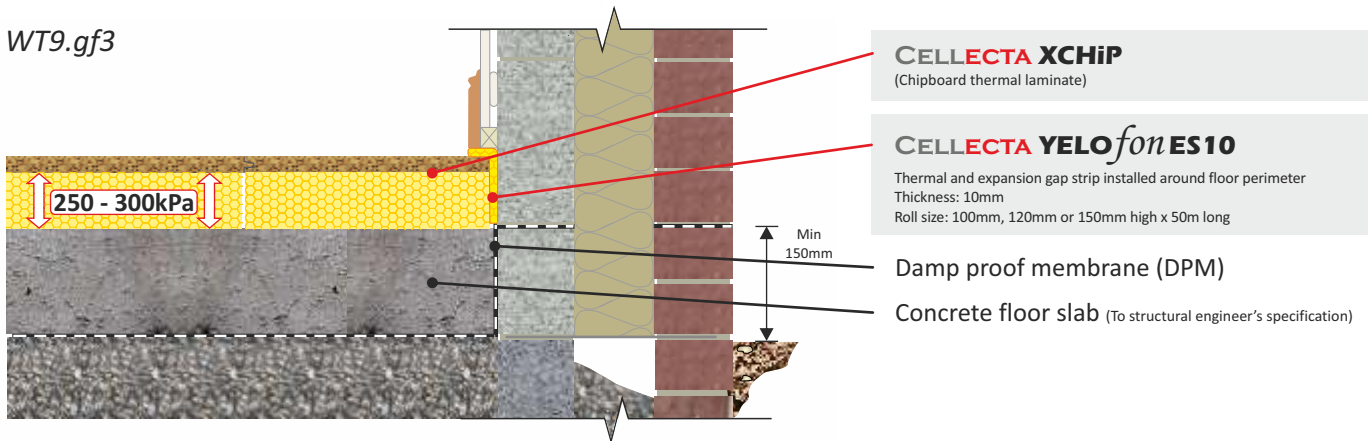 WT9.gf3
CELLECTA XCHiP
(Chipboard thermal laminate)
CELLECTA YELOfon ES10
Thermal and expansion gap strip installed around floor perimeter
Thickness: 10mm
Roll size: 100mm, 120mm or 150mm high x 50m long
250 - 300kPa
Min
150mm
Damp proof membrane (DPM)
Concrete floor slab (To structural engineer's specification)